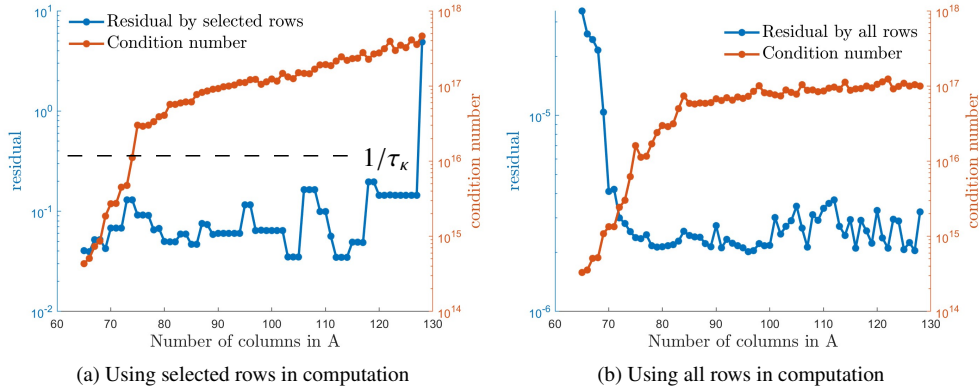 Residual by selected rows
Condition number
10^1
10^0
10^-1
10^-2
residual
10^18
10^17
10^16
10^15
10^14
condition number
1/τκ
60 70 80 90 100 110 120 130
Number of columns in A
(a) Using selected rows in computation
Residual by all rows
Condition number
10^-5
10^-6
residual
10^18
10^17
10^16
10^15
10^14
condition number
60 70 80 90 100 110 120 130
Number of columns in A
(b) Using all rows in computation